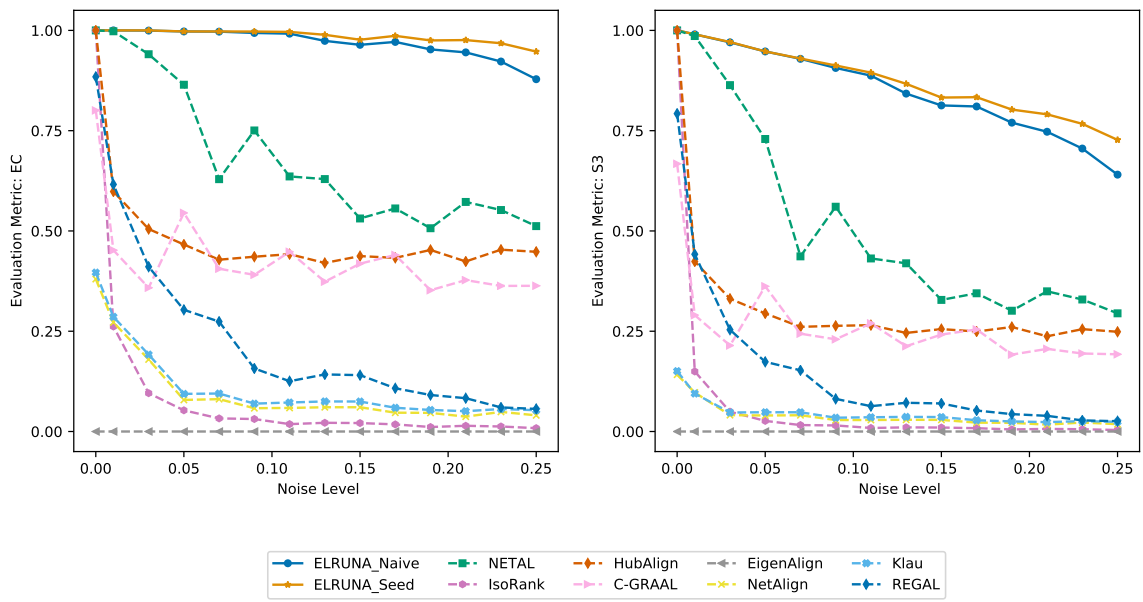 1.00
0.75
0.50
0.25
0.00
Evaluation Metric: EC
0.00 0.05 0.10 0.15 0.20 0.25
Noise Level
1.00
0.75
0.50
0.25
0.00
Evaluation Metric: S3
0.00 0.05 0.10 0.15 0.20 0.25
Noise Level
ELRUNA_Naive NETAL HubAlign EigenAlign Klau
ELRUNA_Seed IsoRank C-GRAAL NetAlign REGAL